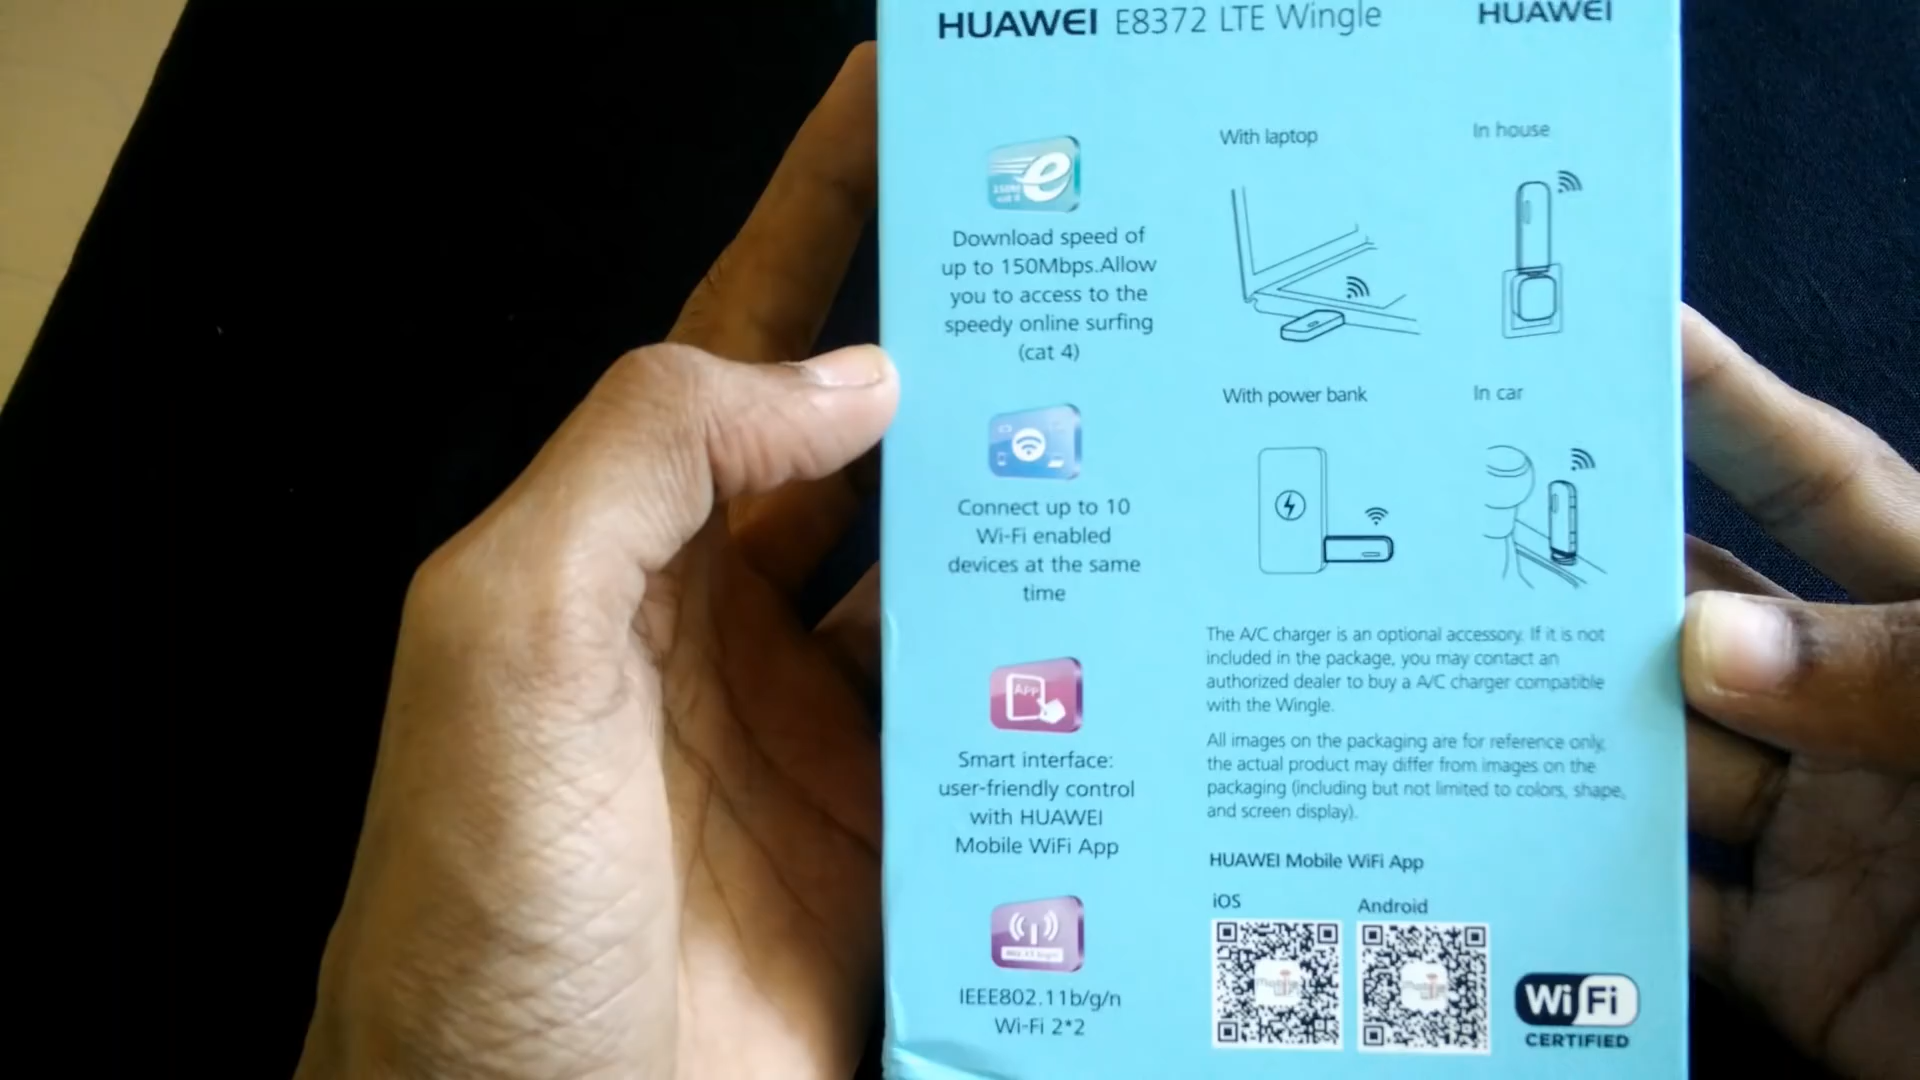 HUAWEI E8372 LTE Wingle
HUAWEI
Download speed of
up to 150Mbps.Allow
you to access to the
speedy online surfing
(cat 4)
Connect up to 10
Wi-Fi enabled
devices at the same
time
APP
Smart interface:
user-friendly control
with HUAWEI
Mobile WiFi App
IEEE802.11b/g/n
Wi-Fi 2*2
With laptop
In house
With power bank
In car
The A/C charger is an optional accessory. If it is not
included in the package, you may contact an
authorized dealer to buy a A/C charger compatible
with the Wingle.
All images on the packaging are for reference only,
the actual product may differ from images on the
packaging (including but not limited to colors, shape,
and screen display).
HUAWEI Mobile WiFi App
iOS
Android
Wi Fi
CERTIFIED